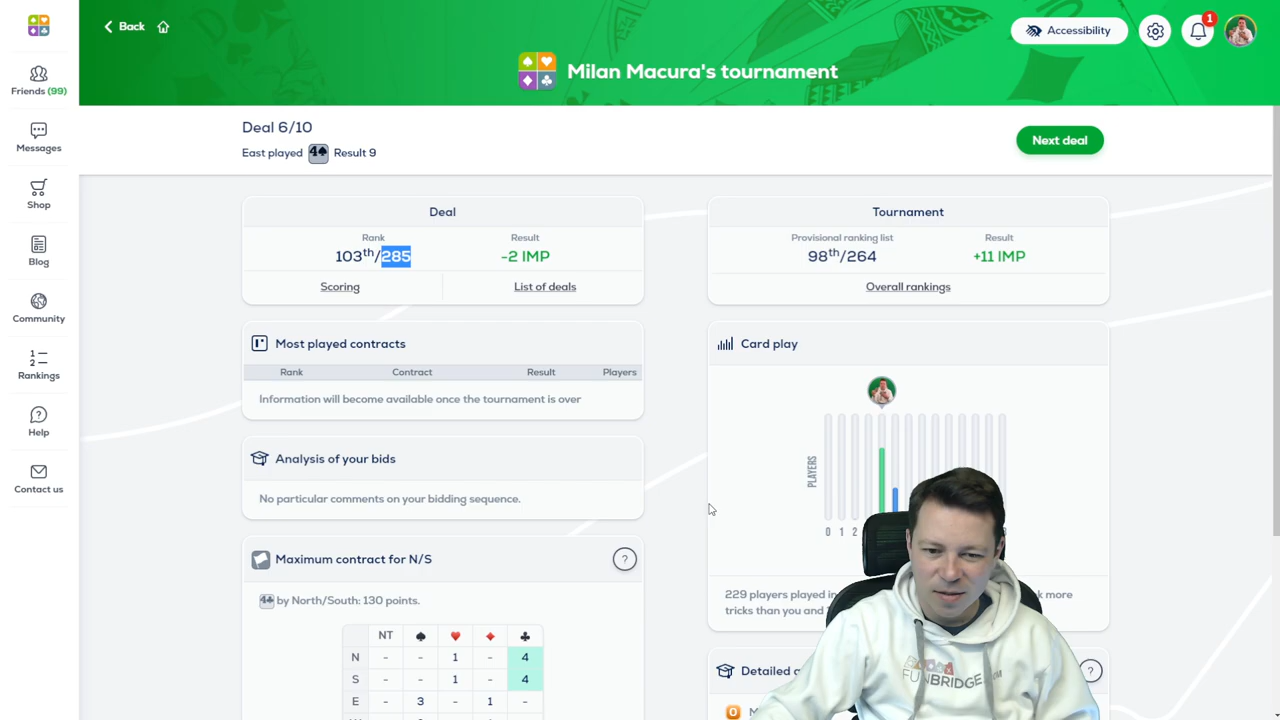 Back
Accessibility
1
Milan Macura's tournament
Friends (99)
Messages
Shop
Blog
Community
Rankings
Help
Contact us
Deal 6/10
East played 4♠ Result 9
Next deal
Deal
Rank
Result
103th/285
-2 IMP
Scoring
List of deals
Tournament
Provisional ranking list
Result
98th/264
+11 IMP
Overall rankings
Most played contracts
Rank Contract Result Players
Information will become available once the tournament is over
Analysis of your bids
No particular comments on your bidding sequence.
Maximum contract for N/S ?
4♣ by North/South: 130 points.
NT ♠ ♥ ♦ ♣
N - - 1 - 4
S - - 1 - 4
E - 3 - 1 -
Card play
PLAYERS
0 1 2
229 players played in
k more
tricks than you and
Detailed
?
FUNBRIDGE.COM